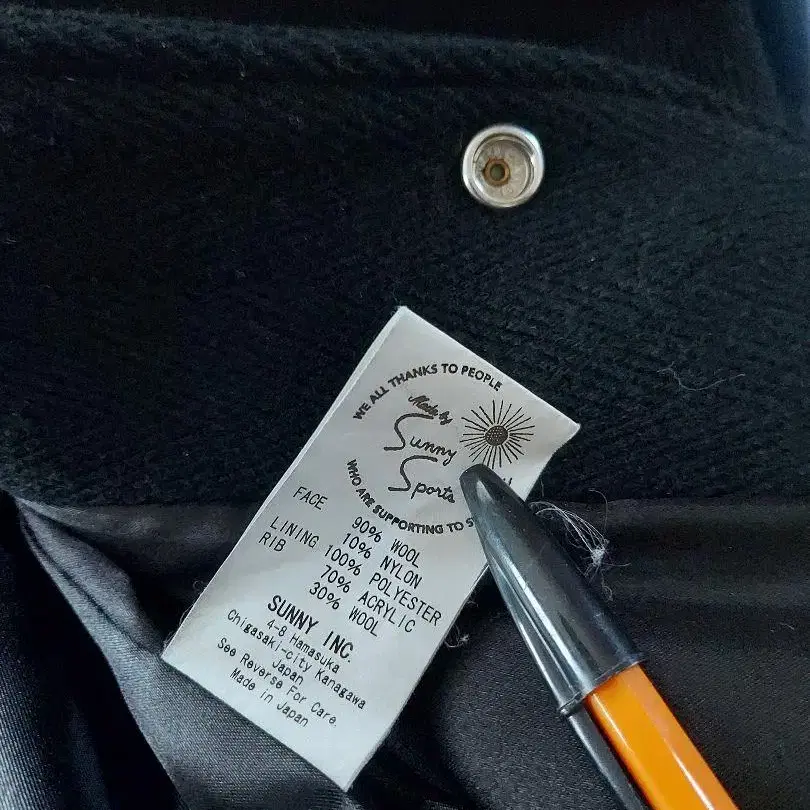 WE ALL THANKS TO PEOPLE
Made by
Sunny
Sports
WHO ARE SUPPORTING TO
FACE 90% WOOL
10% NYLON
LINING 100% POLYESTER
RIB 70% ACRYLIC
30% WOOL
SUNNY INC.
4-8 Hamasuka
Chigasaki-city Kanagawa
Japan
See Reverse For Care
Made in Japan